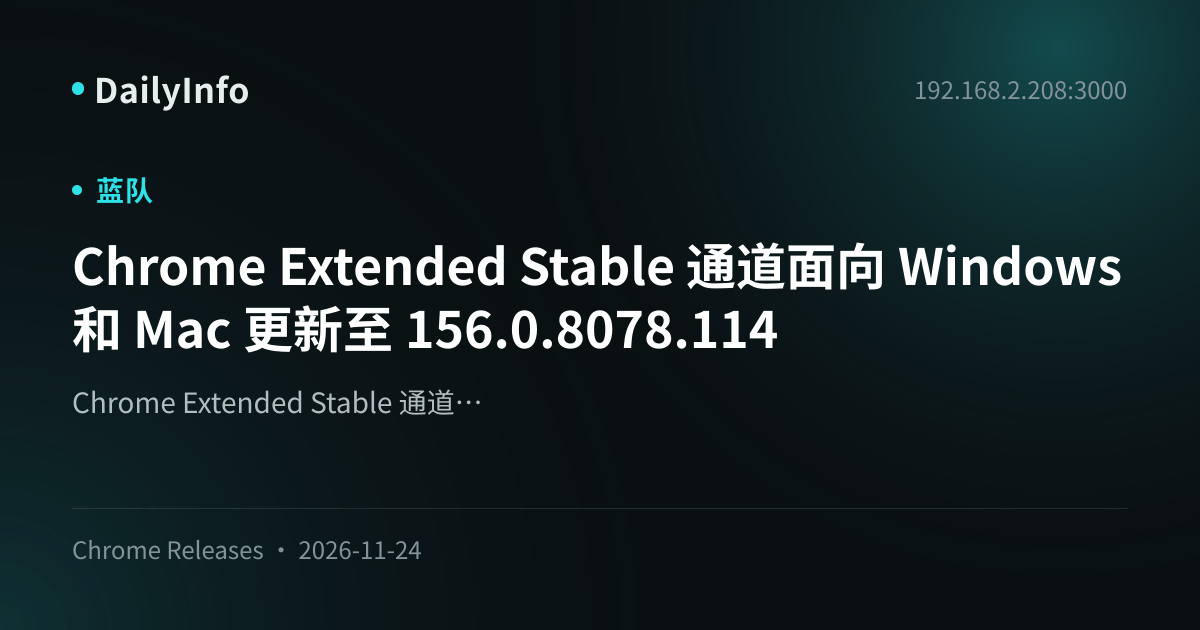 DailyInfo
192.168.2.208:3000
蓝队
Chrome Extended Stable 通道面向 Windows
和 Mac 更新至 156.0.8078.114
Chrome Extended Stable 通道…
Chrome Releases · 2026-11-24